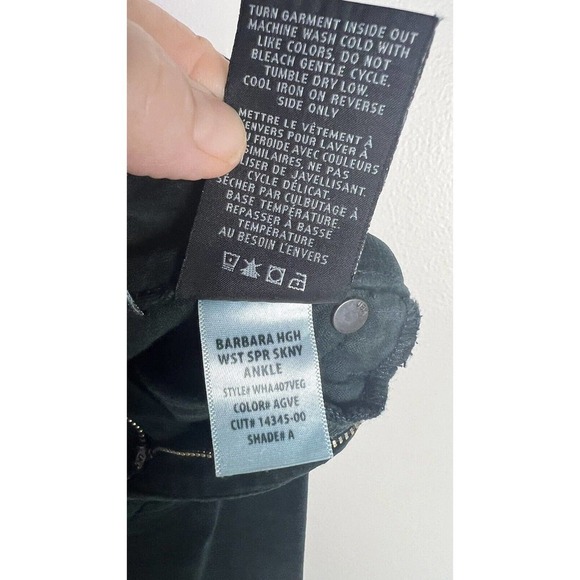 TURN GARMENT INSIDE OUT
MACHINE WASH COLD WITH
LIKE COLORS, DO NOT
BLEACH GENTLE CYCLE.
TUMBLE DRY LOW.
COOL IRON ON REVERSE
SIDE ONLY
METTRE LE VÊTEMENT À
ENVERS POUR LAVER À
FROIDE AVEC COULEURS
SIMILAIRES, NE PAS
LISER DE JAVELLISANT.
CYCLE DÉLICAT.
SÉCHER PAR CULBUTAGE À
BASE TEMPÉRATURE.
REPASSER À BASSE
TEMPÉRATURE
AU BESOIN L'ENVERS
BARBARA HGH
WST SPR SKNY
ANKLE
STYLE# WHA407VEG
COLOR# AGVE
CUT# 14345-00
SHADE# A